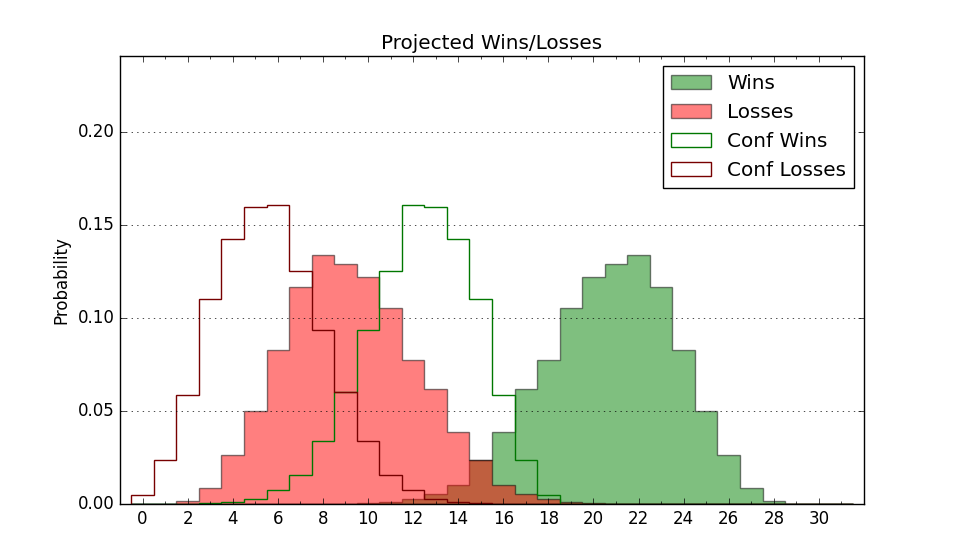 Projected Wins/Losses
Wins
Losses
Conf Wins
Conf Losses
Probability
0.20
0.15
0.10
0.05
0.00
0 2 4 6 8 10 12 14 16 18 20 22 24 26 28 30